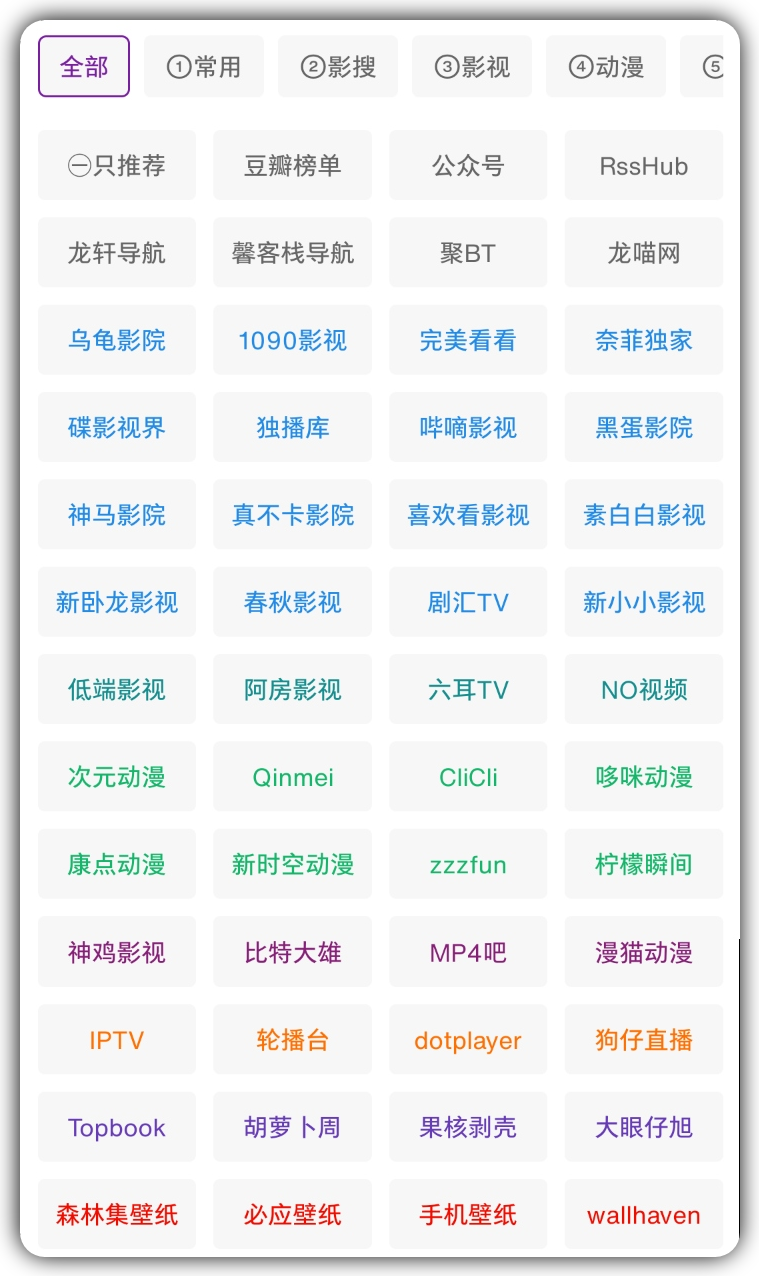 全部 ①常用 ②影搜 ③影视 ④动漫 ⑤
㊀只推荐 豆瓣榜单 公众号 RssHub
龙轩导航 馨客栈导航 聚BT 龙喵网
乌龟影院 1090影视 完美看看 奈菲独家
碟影视界 独播库 哔嘀影视 黑蛋影院
神马影院 真不卡影院 喜欢看影视 素白白影视
新卧龙影视 春秋影视 剧汇TV 新小小影视
低端影视 阿房影视 六耳TV NO视频
次元动漫 Qinmei CliCli 哆咪动漫
康点动漫 新时空动漫 zzzfun 柠檬瞬间
神鸡影视 比特大雄 MP4吧 漫猫动漫
IPTV 轮播台 dotplayer 狗仔直播
Topbook 胡萝卜周 果核剥壳 大眼仔旭
森林集壁纸 必应壁纸 手机壁纸 wallhaven